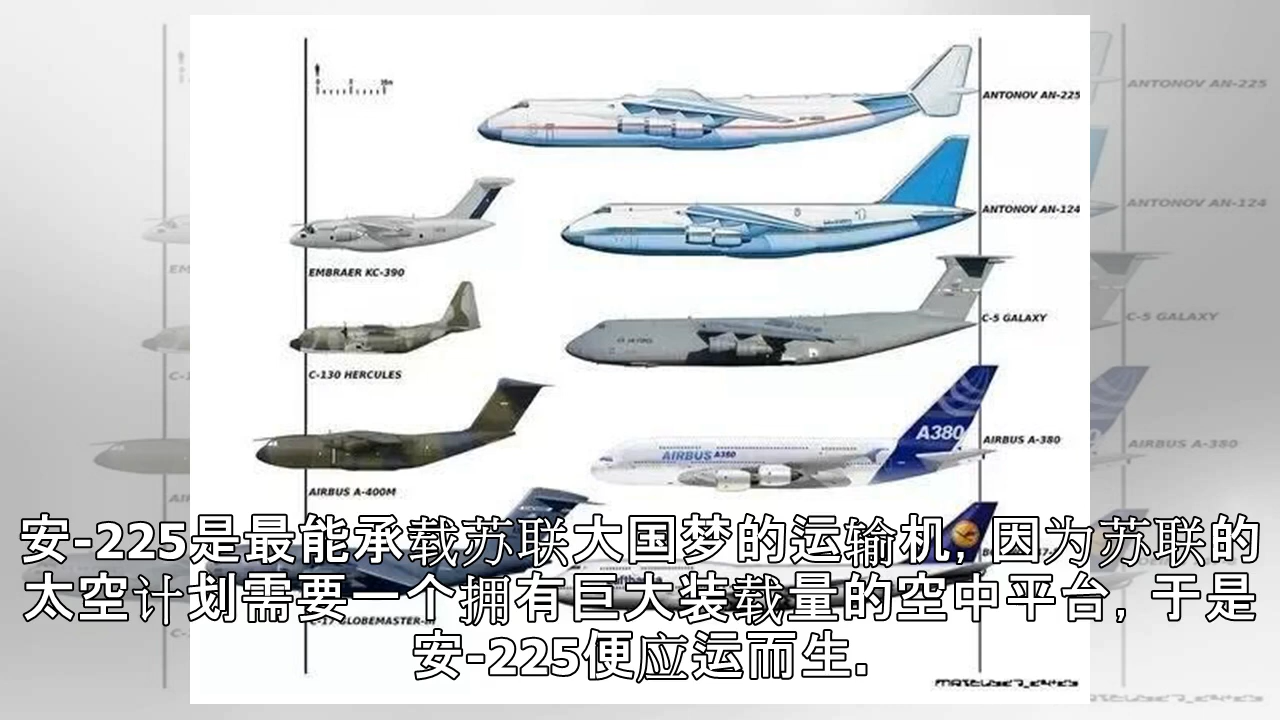 ANTONOV AN-225
ANTONOV AN-124
EMBRAER KC-390
C-5 GALAXY
C-130 HERCULES
A380
AIRBUS A380
AIRBUS A-380
AIRBUS A-400M
安-225是最能承载苏联大国梦的运输机, 因为苏联的
太空计划需要一个拥有巨大装载量的空中平台, 于是
安-225便应运而生.
C-17 GLOBEMASTER-III